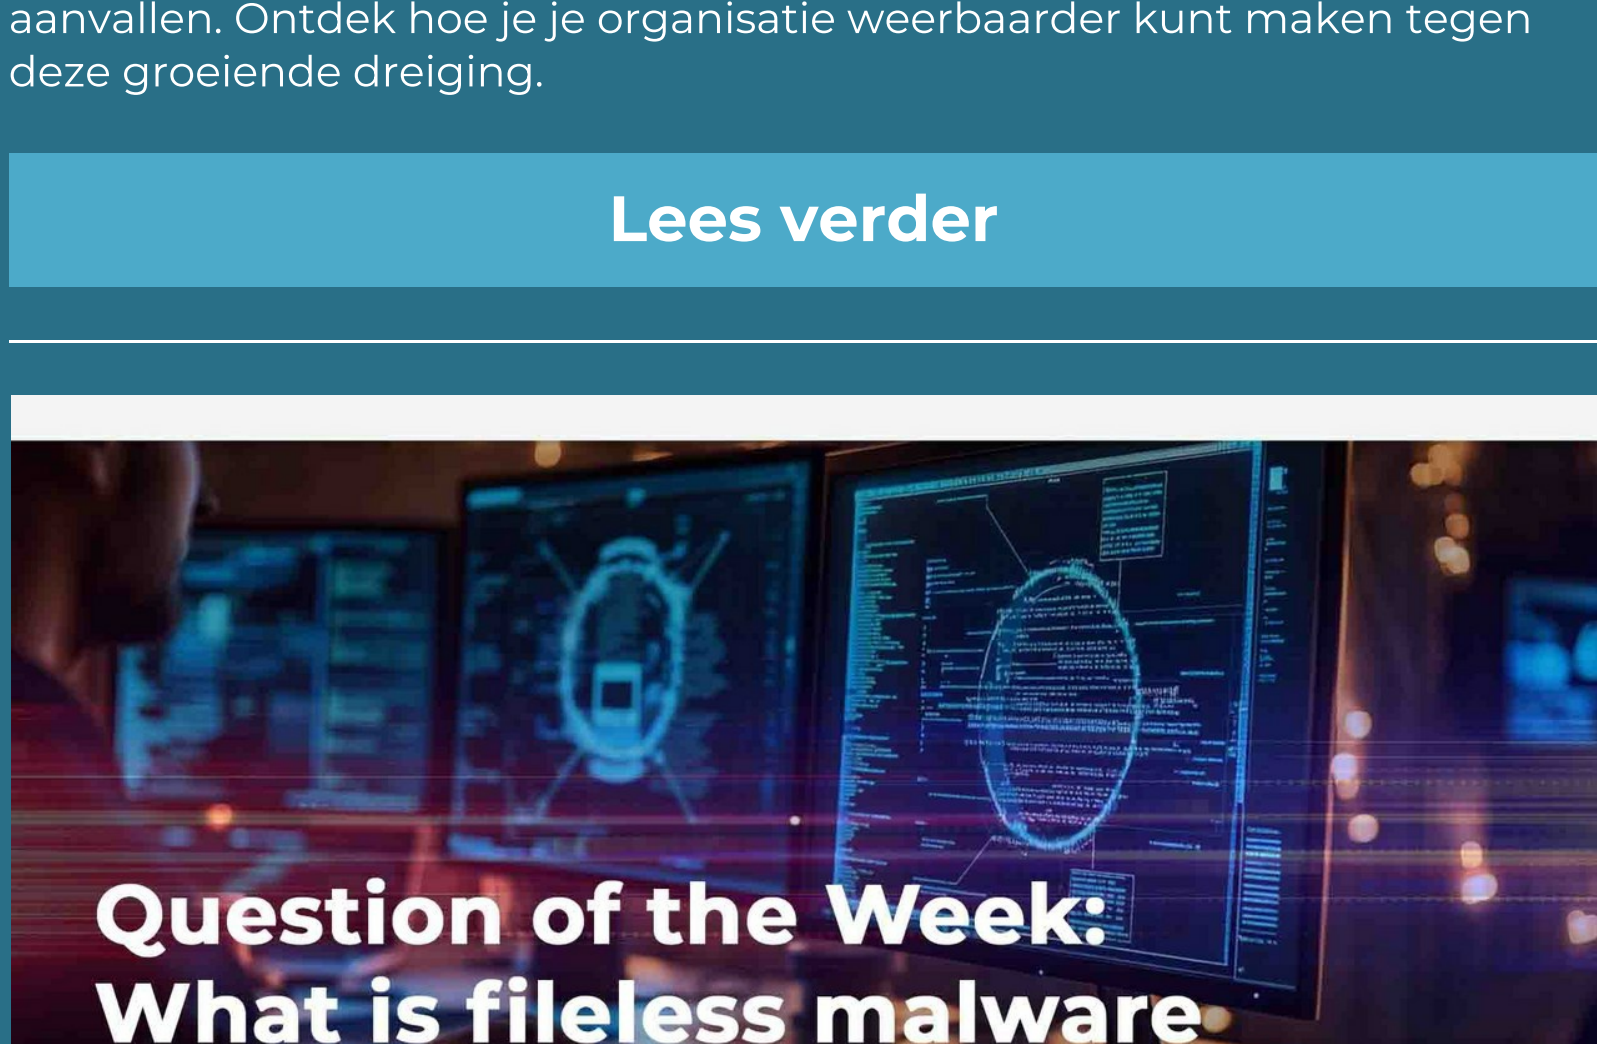 aanvallen. Ontdek hoe je je organisatie weerbaarder kunt maken tegen
deze groeiende dreiging.
Lees verder
Question of the Week:
What is fileless malware